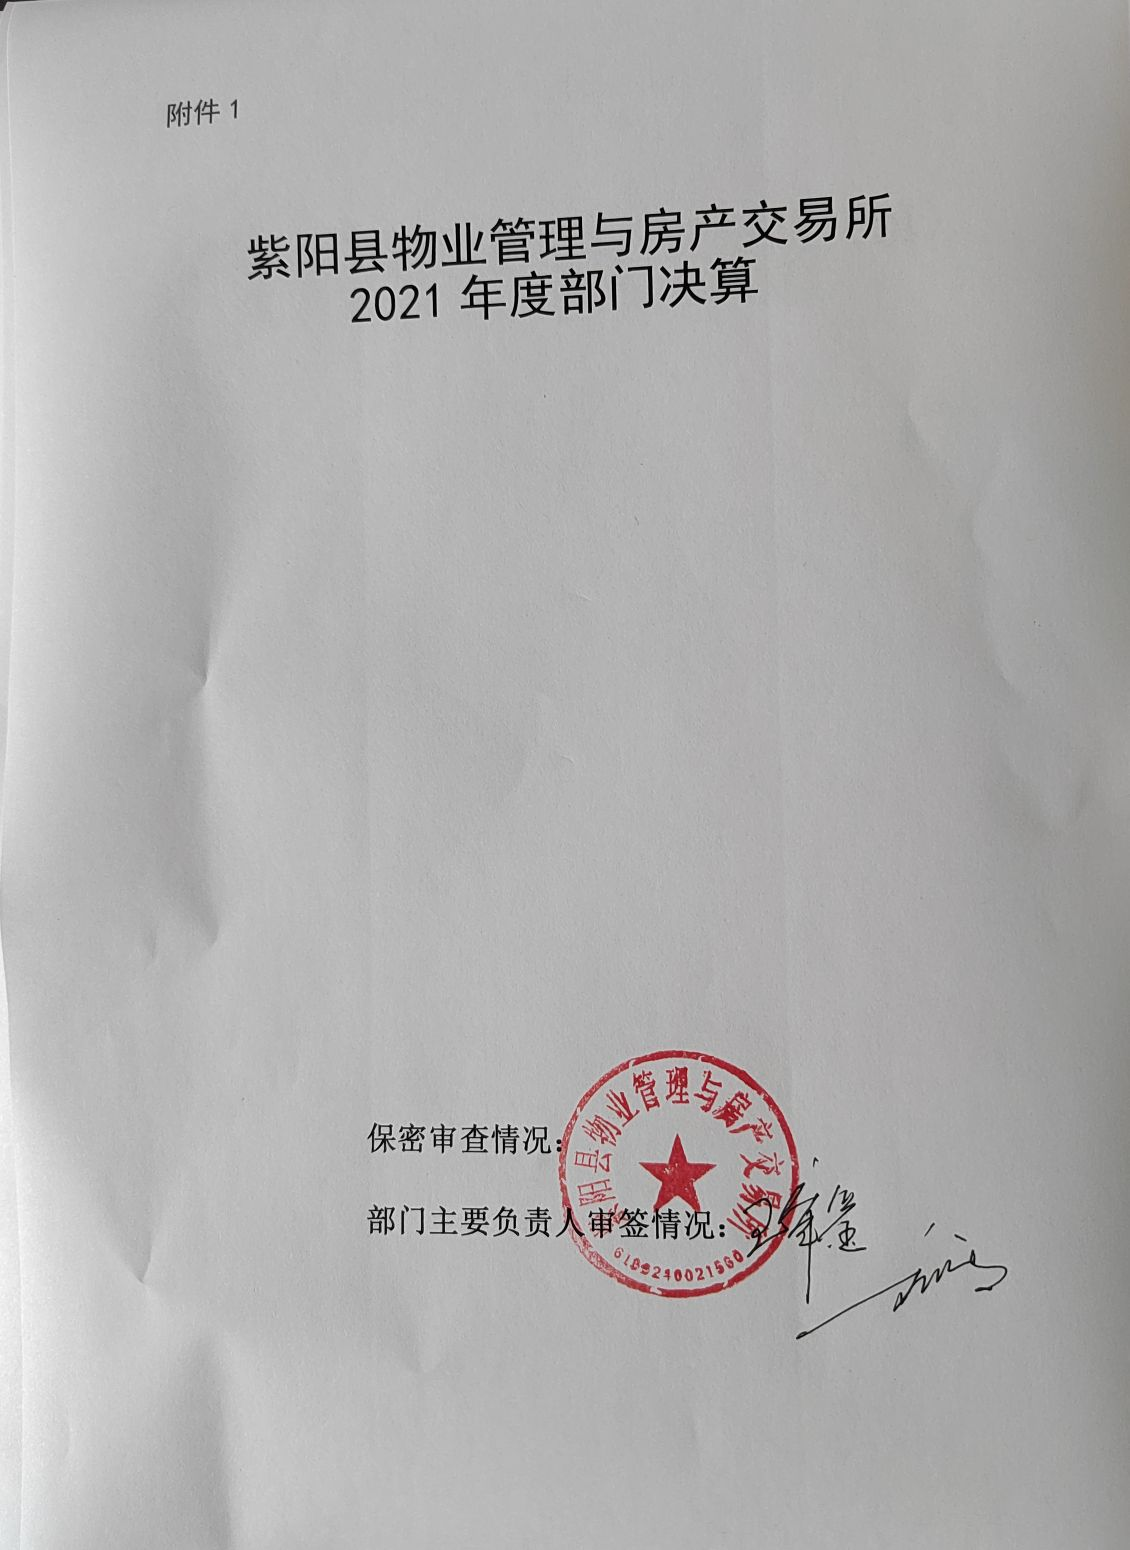 附件 1
紫阳县物业管理与房产交易所
2021 年度部门决算
保密审查情况：
部门主要负责人审签情况：
紫阳县物业管理与房产交易所